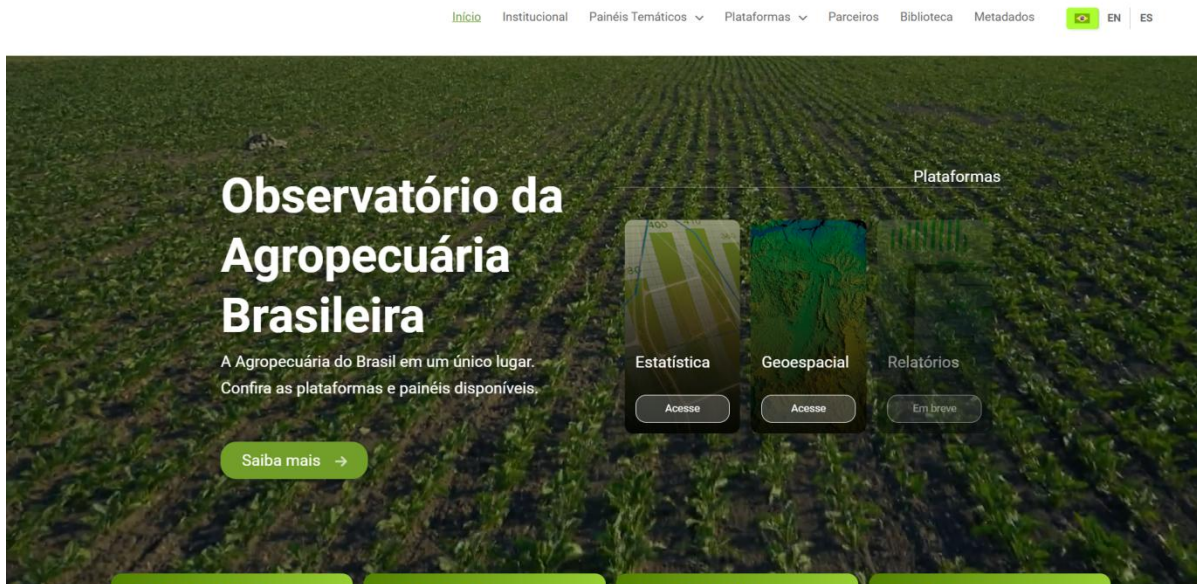 Início Institucional Painéis Temáticos Plataformas Parceiros Biblioteca Metadados EN ES
Observatório da
Agropecuária
Brasileira
A Agropecuária do Brasil em um único lugar.
Confira as plataformas e painéis disponíveis.
Saiba mais →
Plataformas
400
Estatística
Acesse
Geoespacial
Acesse
Relatórios
Em breve